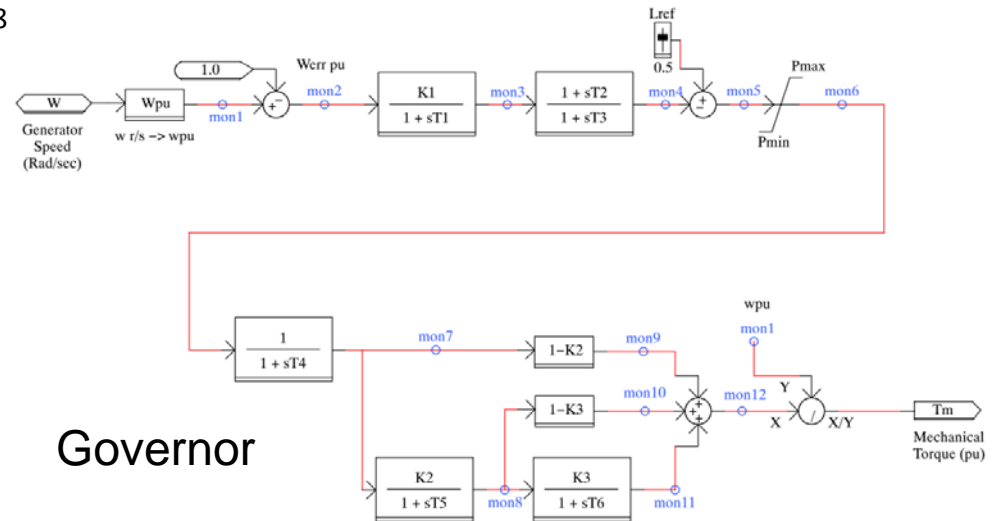 8
Lref
0.5
1.0
Werr pu
Pmax
Pmin
W
Generator
Speed
(Rad/sec)
Wpu
w r/s -> wpu
mon1
+
−
mon2
K1
1 + sT1
mon3
1 + sT2
1 + sT3
mon4
+
−
mon5
mon6
1
1 + sT4
mon7
1−K2
mon9
wpu
mon1
1−K3
mon10
+
+
+
mon12
Y
X
/
X/Y
Tm
Mechanical
Torque (pu)
Governor
K2
1 + sT5
mon8
K3
1 + sT6
mon11